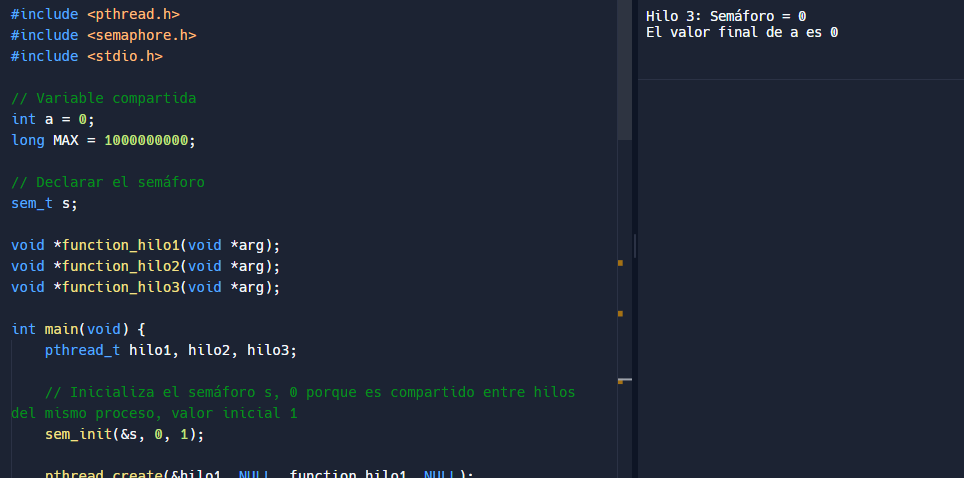 #include <pthread.h>
#include <semaphore.h>
#include <stdio.h>
// Variable compartida
int a = 0;
long MAX = 1000000000;
// Declarar el semáforo
sem_t s;
void *function_hilo1(void *arg);
void *function_hilo2(void *arg);
void *function_hilo3(void *arg);
int main(void) {
pthread_t hilo1, hilo2, hilo3;
// Inicializa el semáforo s, 0 porque es compartido entre hilos
del mismo proceso, valor inicial 1
sem_init(&s, 0, 1);
pthread_create(&hilo1, NULL, function_hilo1, NULL);
Hilo 3: Semáforo = 0
El valor final de a es 0